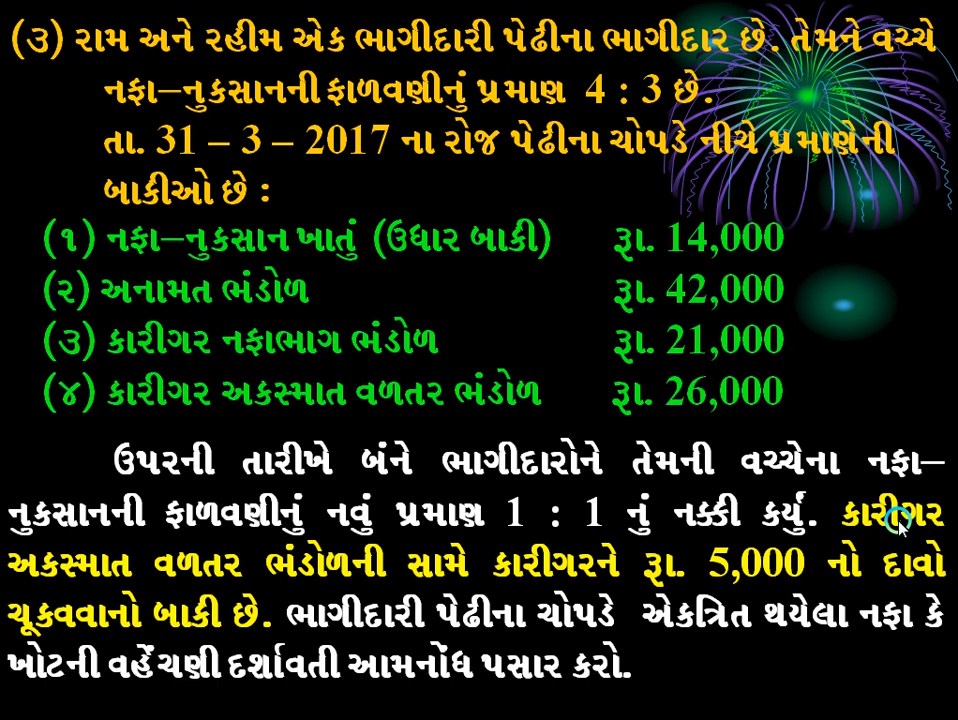 (૩) રામ અને રહીમ એક ભાગીદારી પેઢીના ભાગીદાર છે. તેમને વચ્ચે
નફા–નુકસાનની ફાળવણીનું પ્રમાણ 4 : 3 છે.
તા. 31 – 3 – 2017 ના રોજ પેઢીના ચોપડે નીચે પ્રમાણેની
બાકીઓ છે :
(૧) નફા–નુકસાન ખાતું (ઉધાર બાકી) રૂા. 14,000
(૨) અનામત ભંડોળ રૂા. 42,000
(૩) કારીગર નફાભાગ ભંડોળ રૂા. 21,000
(૪) કારીગર અકસ્માત વળતર ભંડોળ રૂા. 26,000
ઉપરની તારીખે બંને ભાગીદારોને તેમની વચ્ચેના નફા–
નુકસાનની ફાળવણીનું નવું પ્રમાણ 1 : 1 નું નક્કી કર્યું. કારીગર
અકસ્માત વળતર ભંડોળની સામે કારીગરને રૂા. 5,000 નો દાવો
ચૂકવવાનો બાકી છે. ભાગીદારી પેઢીના ચોપડે એકત્રિત થયેલા નફા કે
ખોટની વહેંચણી દર્શાવતી આમનોંધ પસાર કરો.